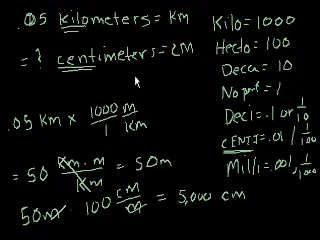 .05 kilometers = KM
= ? centimeters = CM
.05 KM x 1000/1 M/KM
= 50 KM·M/KM = 50m
50m · 100 cm/m = 5,000 cm
Kilo = 1000
Hecto = 100
Deca = 10
No pref = 1
Deci = .1 or 1/10
CENTI = .01 / 1/100
Milli = .001, 1/1000